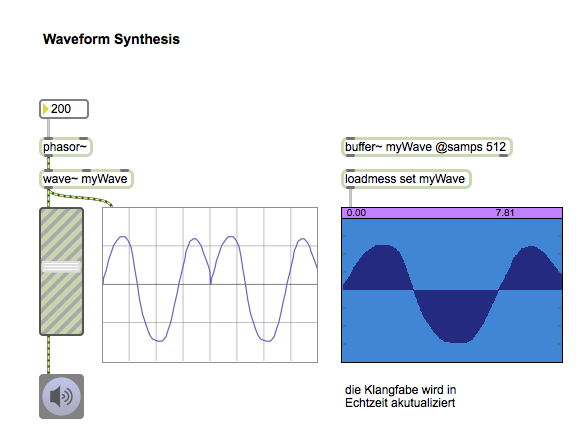 Waveform Synthesis
200
phasor~
buffer~ myWave @samps 512
wave~ myWave
loadmess set myWave
0.00 7.81
die Klangfabe wird in
Echtzeit akutualiziert